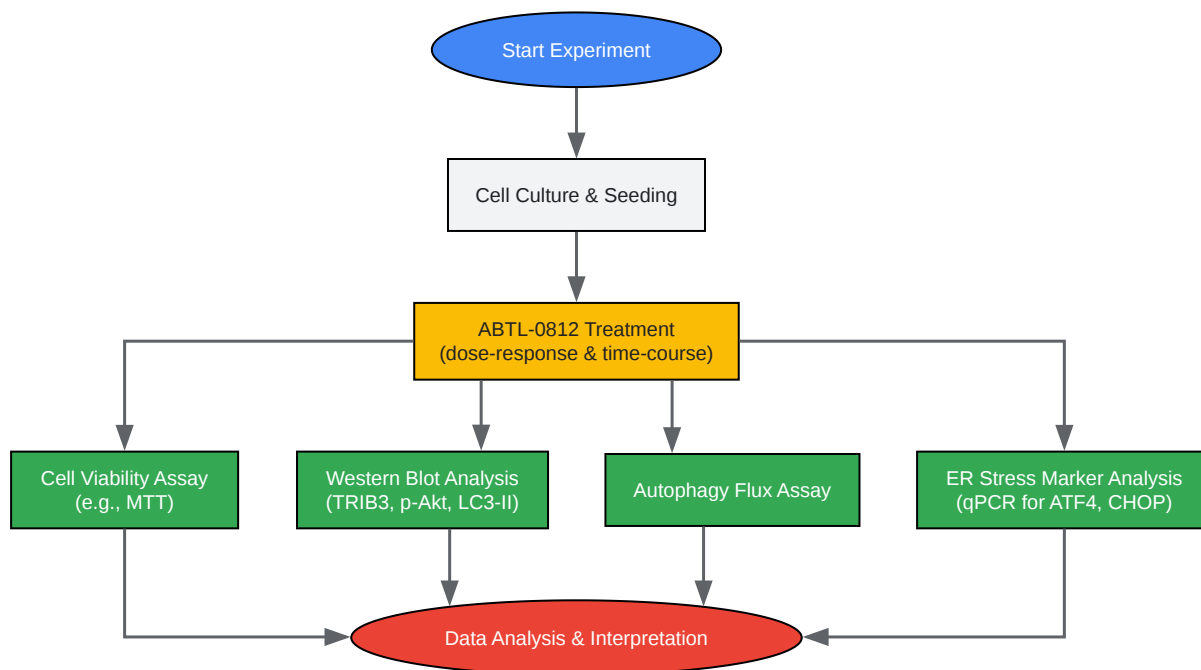 Start Experiment
Cell Culture & Seeding
ABTL-0812 Treatment
(dose-response & time-course)
Cell Viability Assay
(e.g., MTT)
Western Blot Analysis
(TRIB3, p-Akt, LC3-II)
Autophagy Flux Assay
ER Stress Marker Analysis
(qPCR for ATF4, CHOP)
Data Analysis & Interpretation